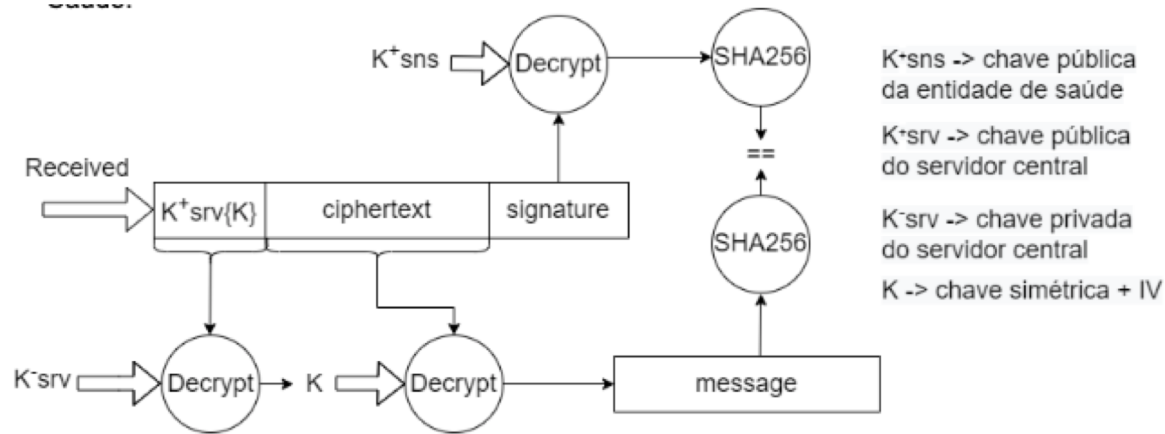 Saúde.
K⁺sns
Decrypt
SHA256
K⁺sns -> chave pública
da entidade de saúde
==
K⁺srv -> chave pública
do servidor central
Received
K⁺srv{K}
ciphertext
signature
SHA256
K⁻srv -> chave privada
do servidor central
K -> chave simétrica + IV
K⁻srv
Decrypt
K
Decrypt
message